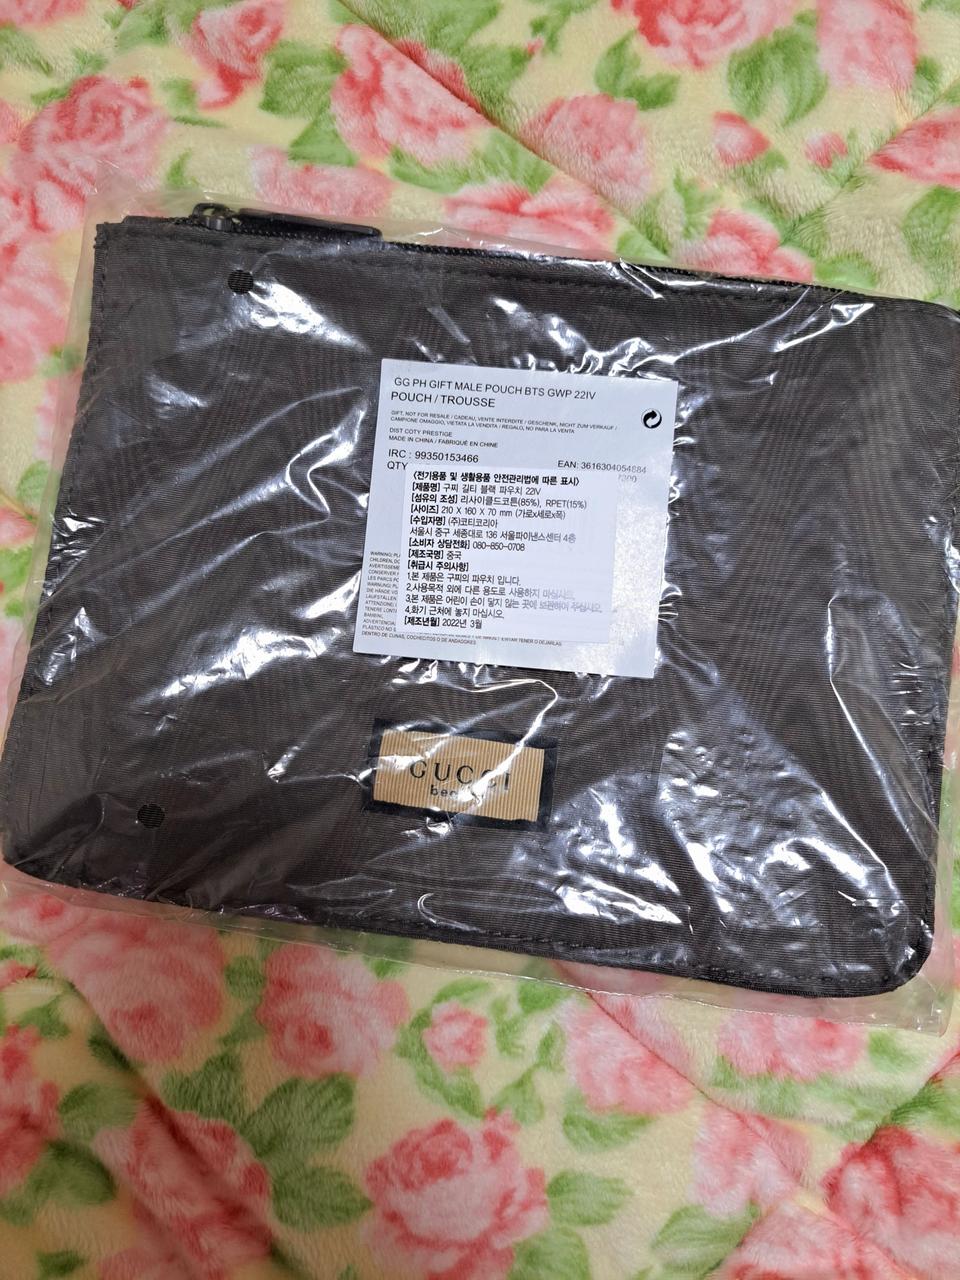 GG PH GIFT MALE POUCH BTS GWP 22IV
POUCH / TROUSSE
GIFT, NOT FOR RESALE / CADEAU, VENTE INTERDITE / GESCHENK, NICHT ZUM VERKAUF /
CAMPIONE OMAGGIO, VIETATA LA VENDITA / REGALO, NO PARA LA VENTA
DIST COTY PRESTIGE
MADE IN CHINA / FABRIQUÉ EN CHINE
IRC : 99350153466
EAN: 3616304054884
QTY
(전기용품 및 생활용품 안전관리법에 따른 표시)
[제품명] 구찌 길티 블랙 파우치 22IV
[섬유의 조성] 리사이클드코튼(85%), RPET(15%)
[사이즈] 210 X 160 X 70 mm (가로x세로x폭)
[수입자명] (주)코티코리아
서울시 중구 세종대로 136 서울파이낸스센터 4층
[소비자 상담전화] 080-850-0708
[제조국명] 중국
[취급시 주의사항]
1.본 제품은 구찌의 파우치 입니다.
2.사용목적 외에 다른 용도로 사용하지 마십시오.
3.본 제품은 어린이 손이 닿지 않는 곳에 보관하여 주십시오.
4.화기 근처에 놓지 마십시오.
[제조년월] 2022년 3월
DENTRO DE CUNAS, COCHECITOS O DE ANDADORES.
GUCCI